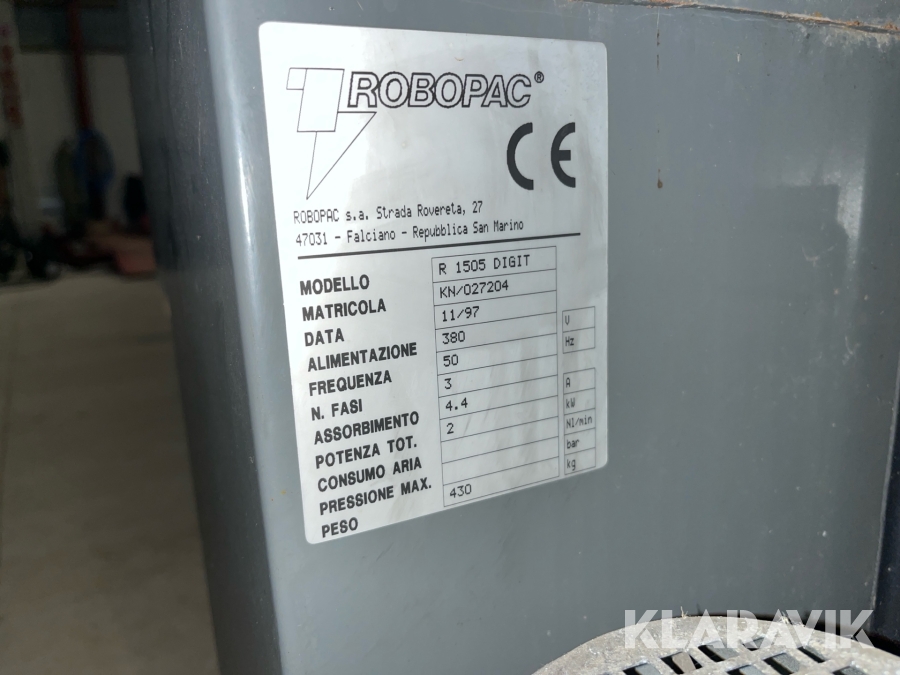 ROBOPAC®
CE
ROBOPAC s.a. Strada Rovereta, 27
47031 - Falciano - Repubblica San Marino
MODELLO R 1505 DIGIT
MATRICOLA KN/027204
DATA 11/97
ALIMENTAZIONE 380 V
FREQUENZA 50 Hz
N. FASI 3
ASSORBIMENTO 4.4 A
POTENZA TOT. 2 kW
CONSUMO ARIA Nl/min
PRESSIONE MAX. bar
PESO 430 kg
KLARAVIK